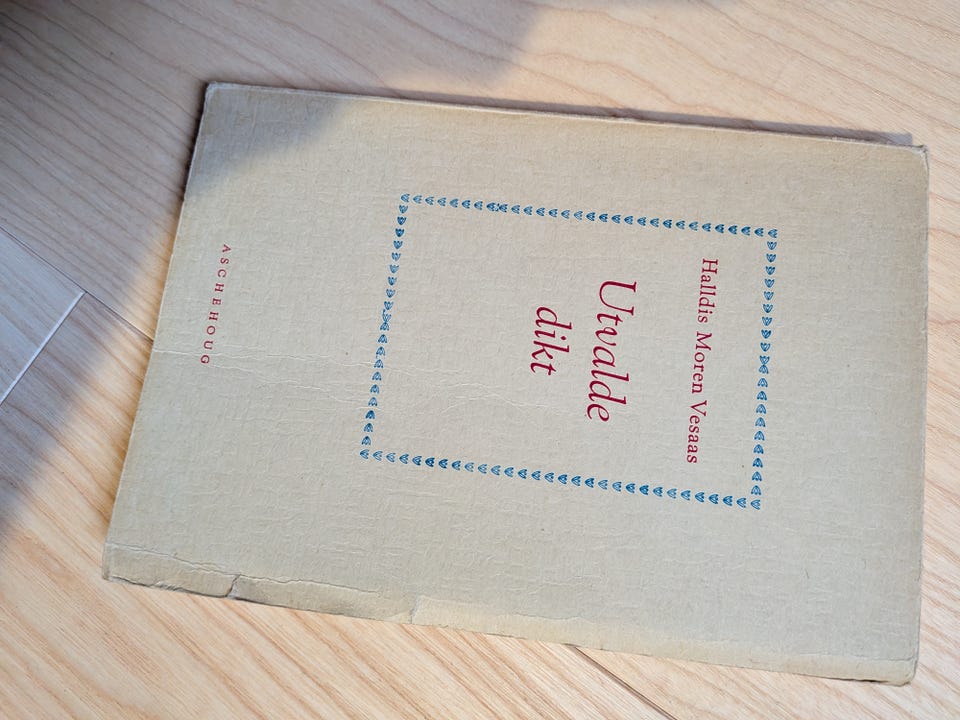 Halldis Moren Vesaas
Utvalde
dikt
ASCHEHOUG